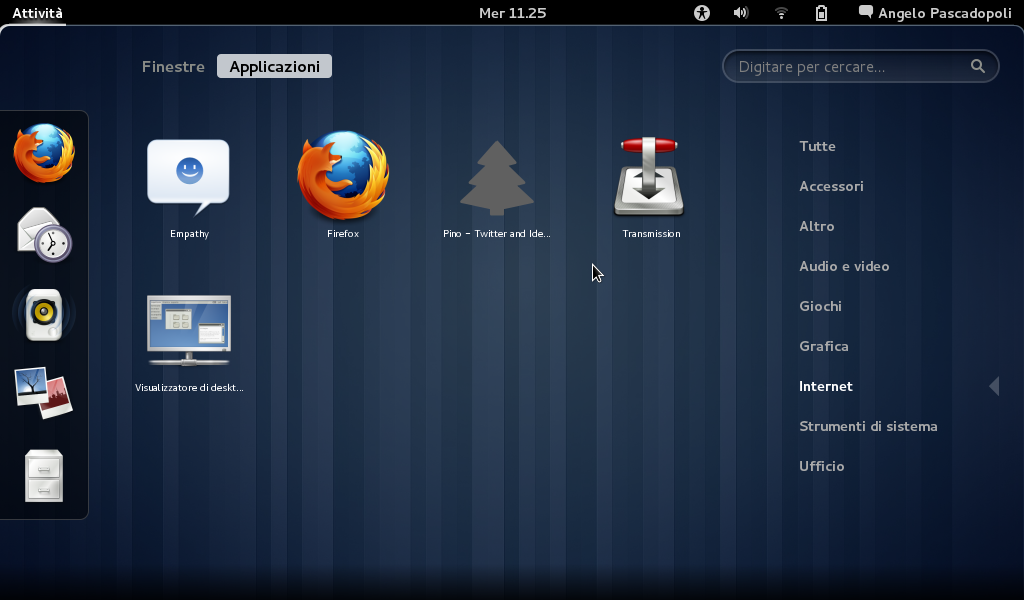 Attività
Mer 11.25
Angelo Pascadopoli
Finestre
Applicazioni
Digitare per cercare...
Empathy
Firefox
Pino - Twitter and Ide...
Transmission
Visualizzatore di deskt...
Tutte
Accessori
Altro
Audio e video
Giochi
Grafica
Internet
Strumenti di sistema
Ufficio